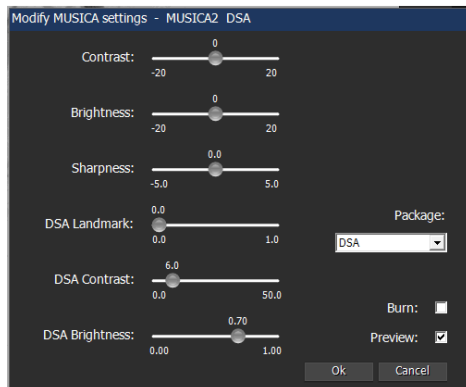 Modify MUSICA settings - MUSICA2 DSA
0
Contrast:
-20 20
0
Brightness:
-20 20
0.0
Sharpness:
-5.0 5.0
0.0
DSA Landmark:
0.0 1.0
Package:
DSA
6.0
DSA Contrast:
0.0 50.0
Burn:
0.70
DSA Brightness:
0.00 1.00
Preview:
Ok Cancel